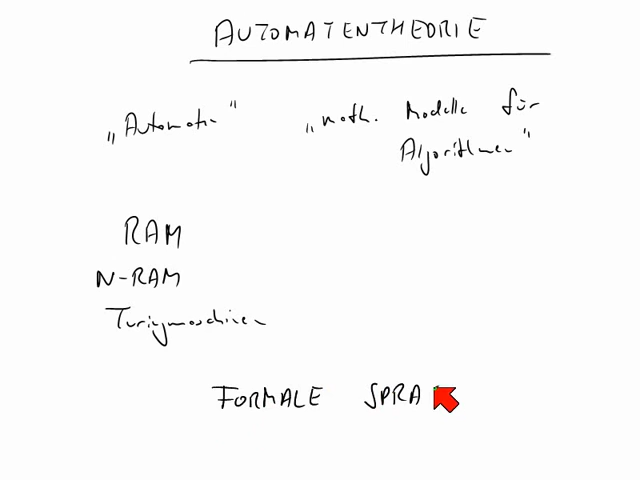 AUTOMATENTHEORIE
„Automaten" „math. Modelle für
Algorithmen"
RAM
N-RAM
Turingmaschinen
FORMALE SPRA